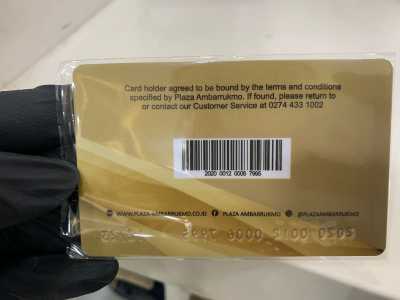 Card holder agreed to be bound by the terms and conditions
specified by Plaza Ambarrukmo. If found, please return to
or contact our Customer Service at 0274 433 1002
2020 0012 0006 7995
WWW.PLAZA-AMBARRUKMO.CO.ID PLAZA AMBARRUKMO @PLAZAAMBARRUKMO